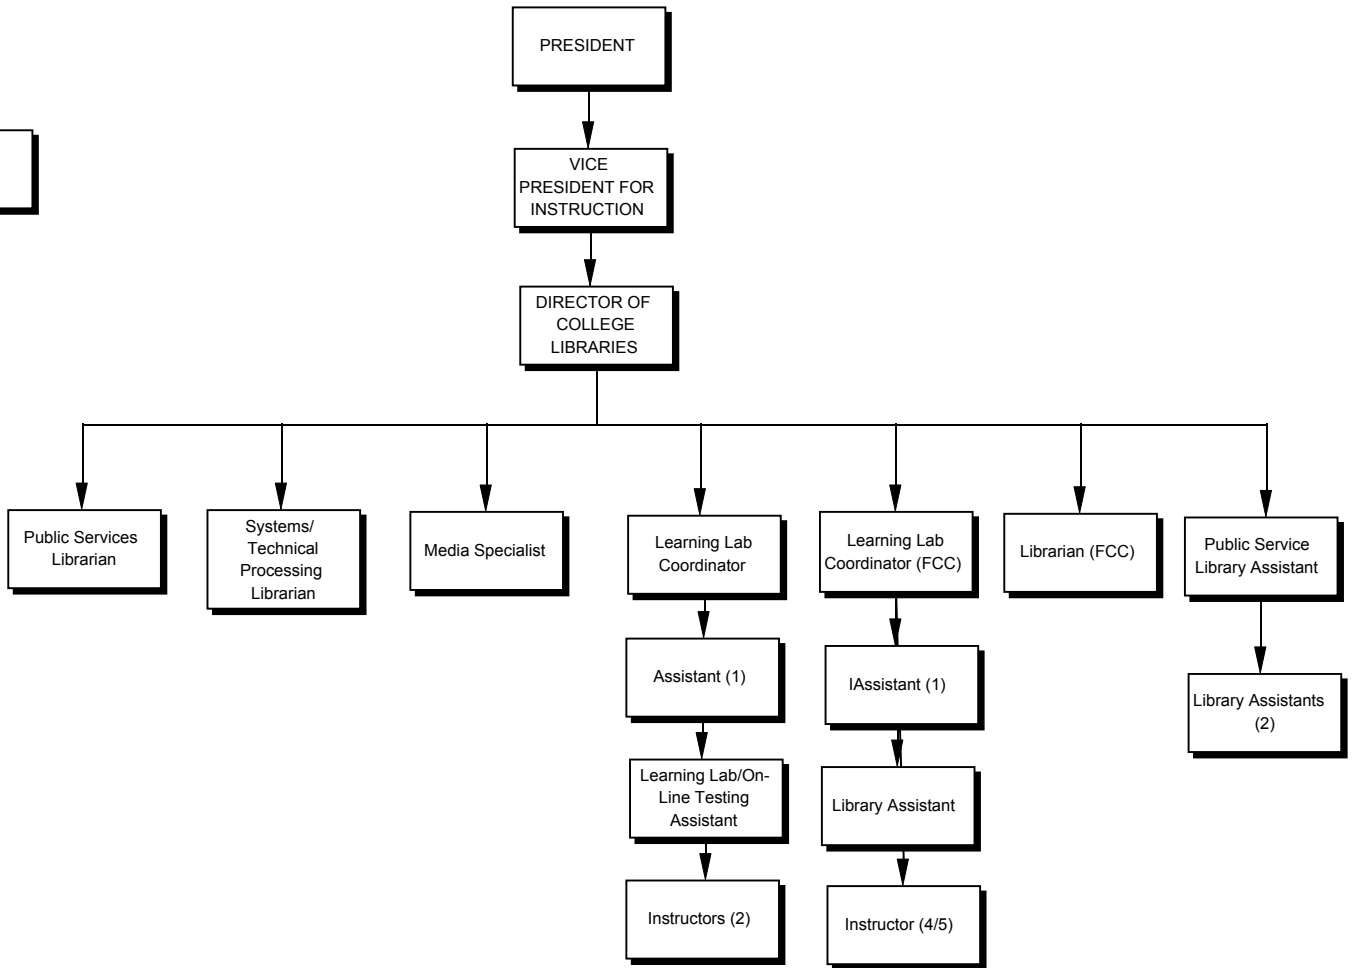 PRESIDENT
VICE
PRESIDENT FOR
INSTRUCTION
DIRECTOR OF
COLLEGE
LIBRARIES
Public Services
Librarian
Systems/
Technical
Processing
Librarian
Media Specialist
Learning Lab
Coordinator
Learning Lab
Coordinator (FCC)
Librarian (FCC)
Public Service
Library Assistant
Assistant (1)
IAssistant (1)
Library Assistants
(2)
Learning Lab/On-
Line Testing
Assistant
Library Assistant
Instructors (2)
Instructor (4/5)